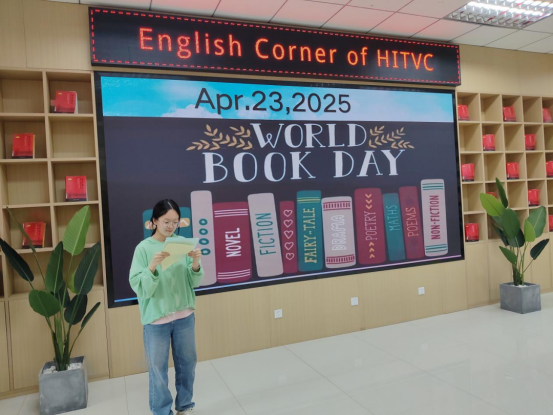 English Corner of HITVC
Apr.23,2025
WORLD
BOOK DAY
NOVEL
FICTION
FAIRY-TALE
DRAMA
POETRY
MATHS
POEMS
NON-FICTION